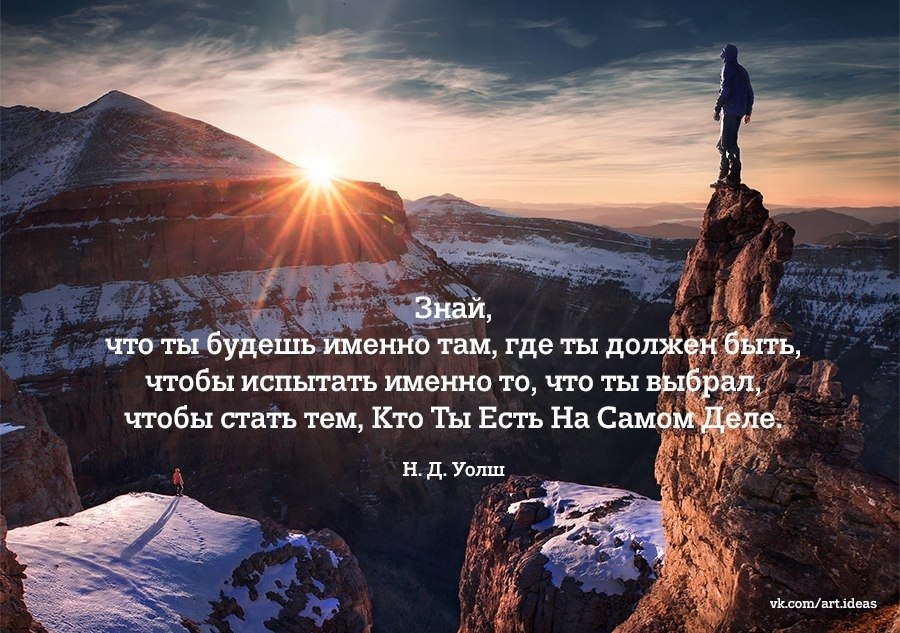 Знай,
что ты будешь именно там, где ты должен быть,
чтобы испытать именно то, что ты выбрал,
чтобы стать тем, Кто Ты Есть На Самом Деле.
Н. Д. Уолш
vk.com/art.ideas